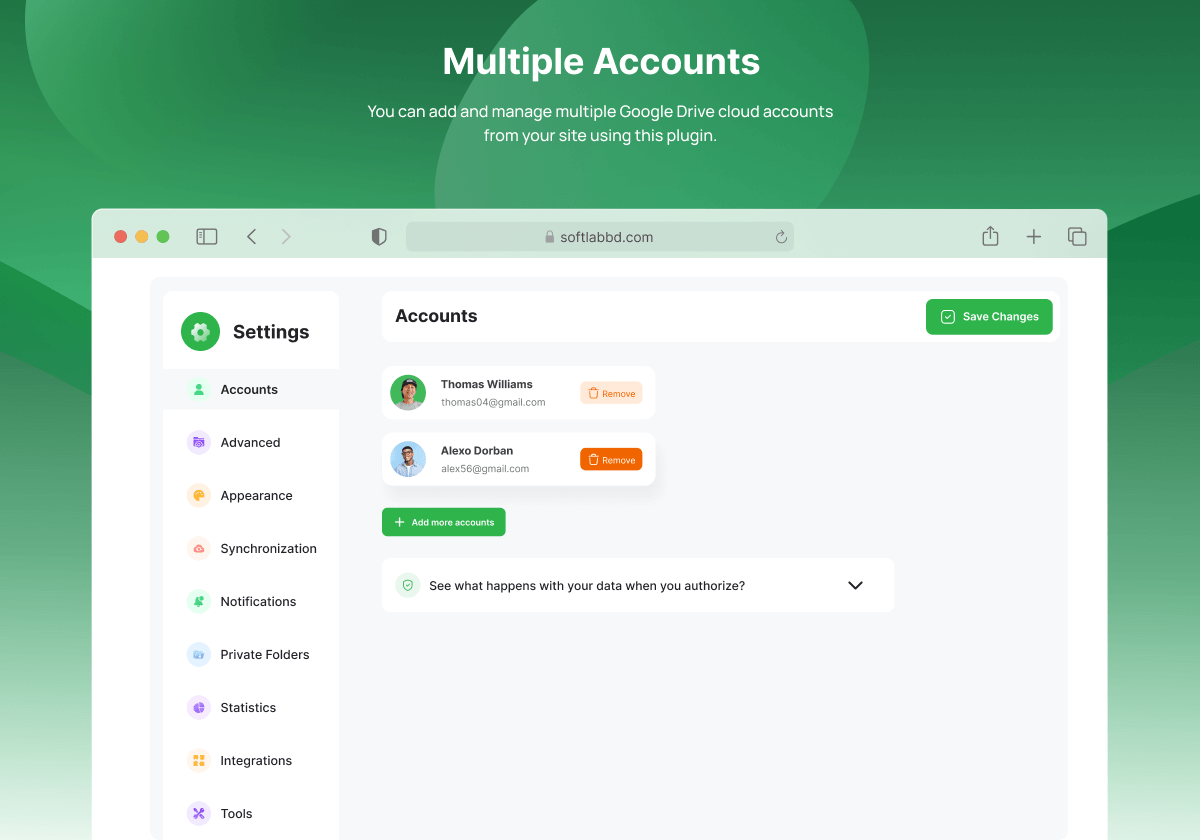 Multiple Accounts
You can add and manage multiple Google Drive cloud accounts
from your site using this plugin.
softlabbd.com
Settings
Accounts
Advanced
Appearance
Synchronization
Notifications
Private Folders
Statistics
Integrations
Tools
Accounts
Save Changes
Thomas Williams
thomas04@gmail.com
Remove
Alexo Dorban
alex56@gmail.com
Remove
Add more accounts
See what happens with your data when you authorize?